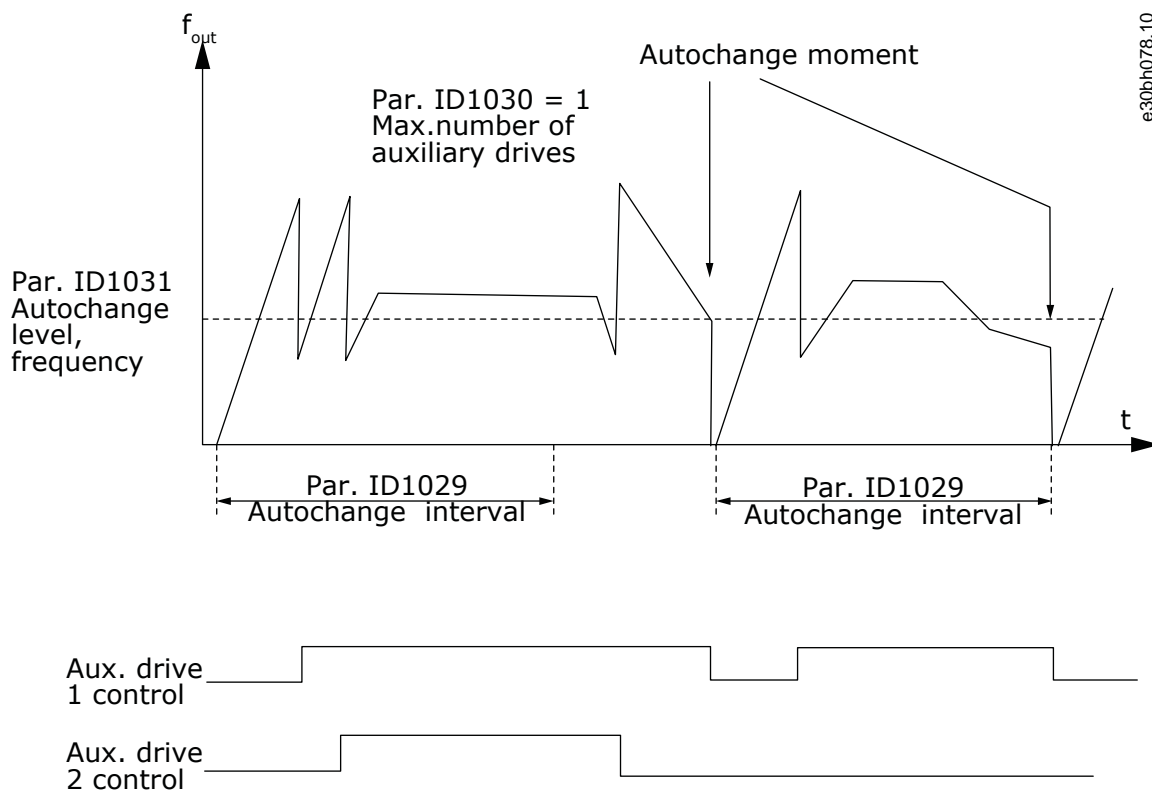 f_out
Autochange moment
e30bh078.10
Par. ID1030 = 1
Max.number of
auxiliary drives
Par. ID1031
Autochange
level,
frequency
t
Par. ID1029
Autochange interval
Par. ID1029
Autochange interval
Aux. drive
1 control
Aux. drive
2 control